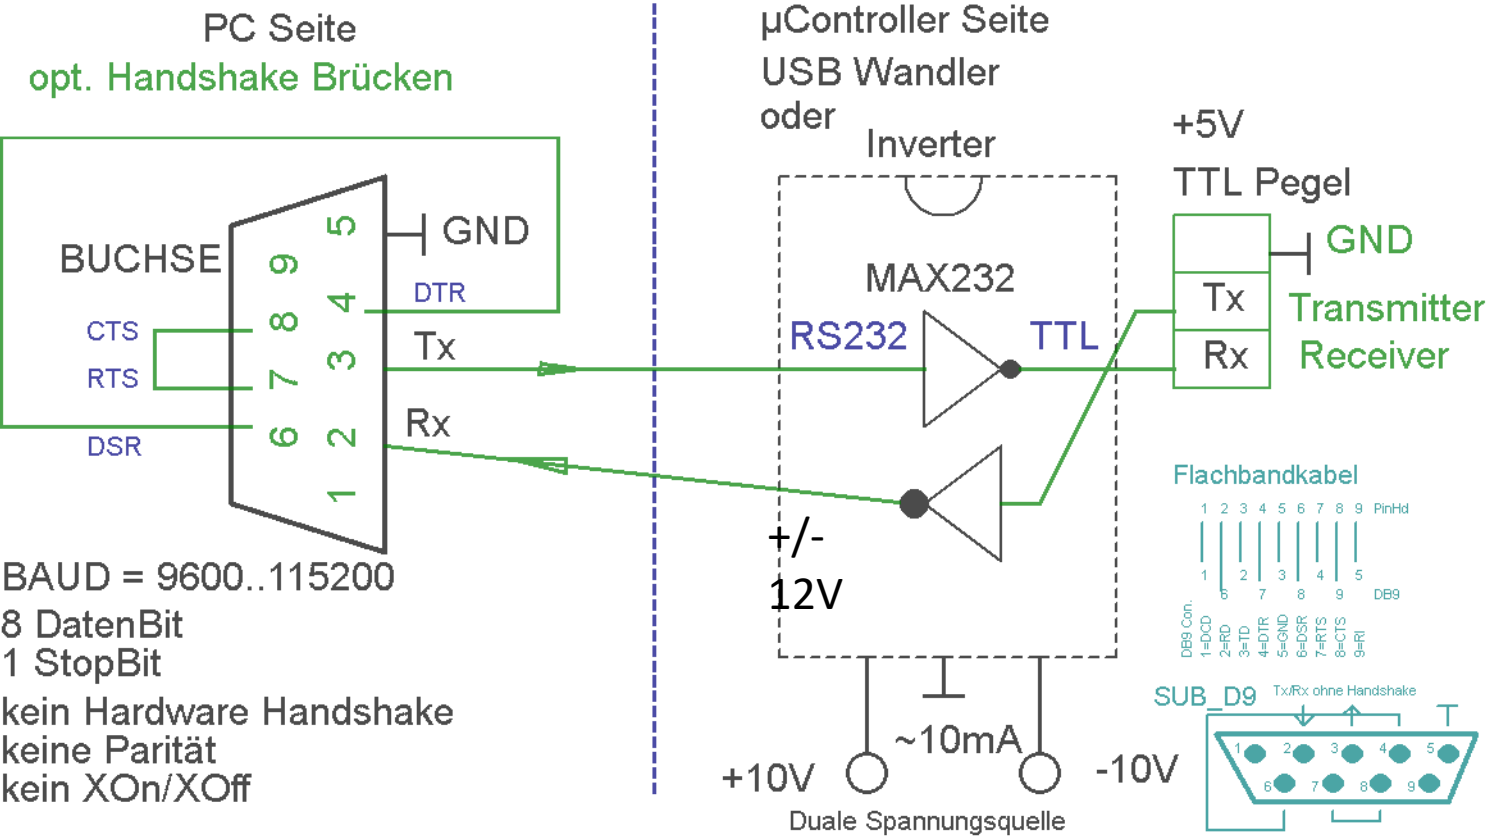 PC Seite
opt. Handshake Brücken
BUCHSE
5
9
4
8
3
7
2
6
1
GND
DTR
CTS
RTS
DSR
Tx
Rx
BAUD = 9600..115200
8 DatenBit
1 StopBit
kein Hardware Handshake
keine Parität
kein XOn/XOff
µController Seite
USB Wandler
oder
Inverter
MAX232
RS232
TTL
+/-
12V
~10mA
+10V
-10V
Duale Spannungsquelle
+5V
TTL Pegel
GND
Tx
Transmitter
Rx
Receiver
Flachbandkabel
1 2 3 4 5 6 7 8 9 PinHd
1 2 3 4 5
6 7 8 9 DB9
DB9 Con.
1=DCD
2=RD
3=TD
4=DTR
5=GND
6=DSR
7=RTS
8=CTS
9=RI
SUB_D9
Tx/Rx ohne Handshake
1 2 3 4 5
6 7 8 9